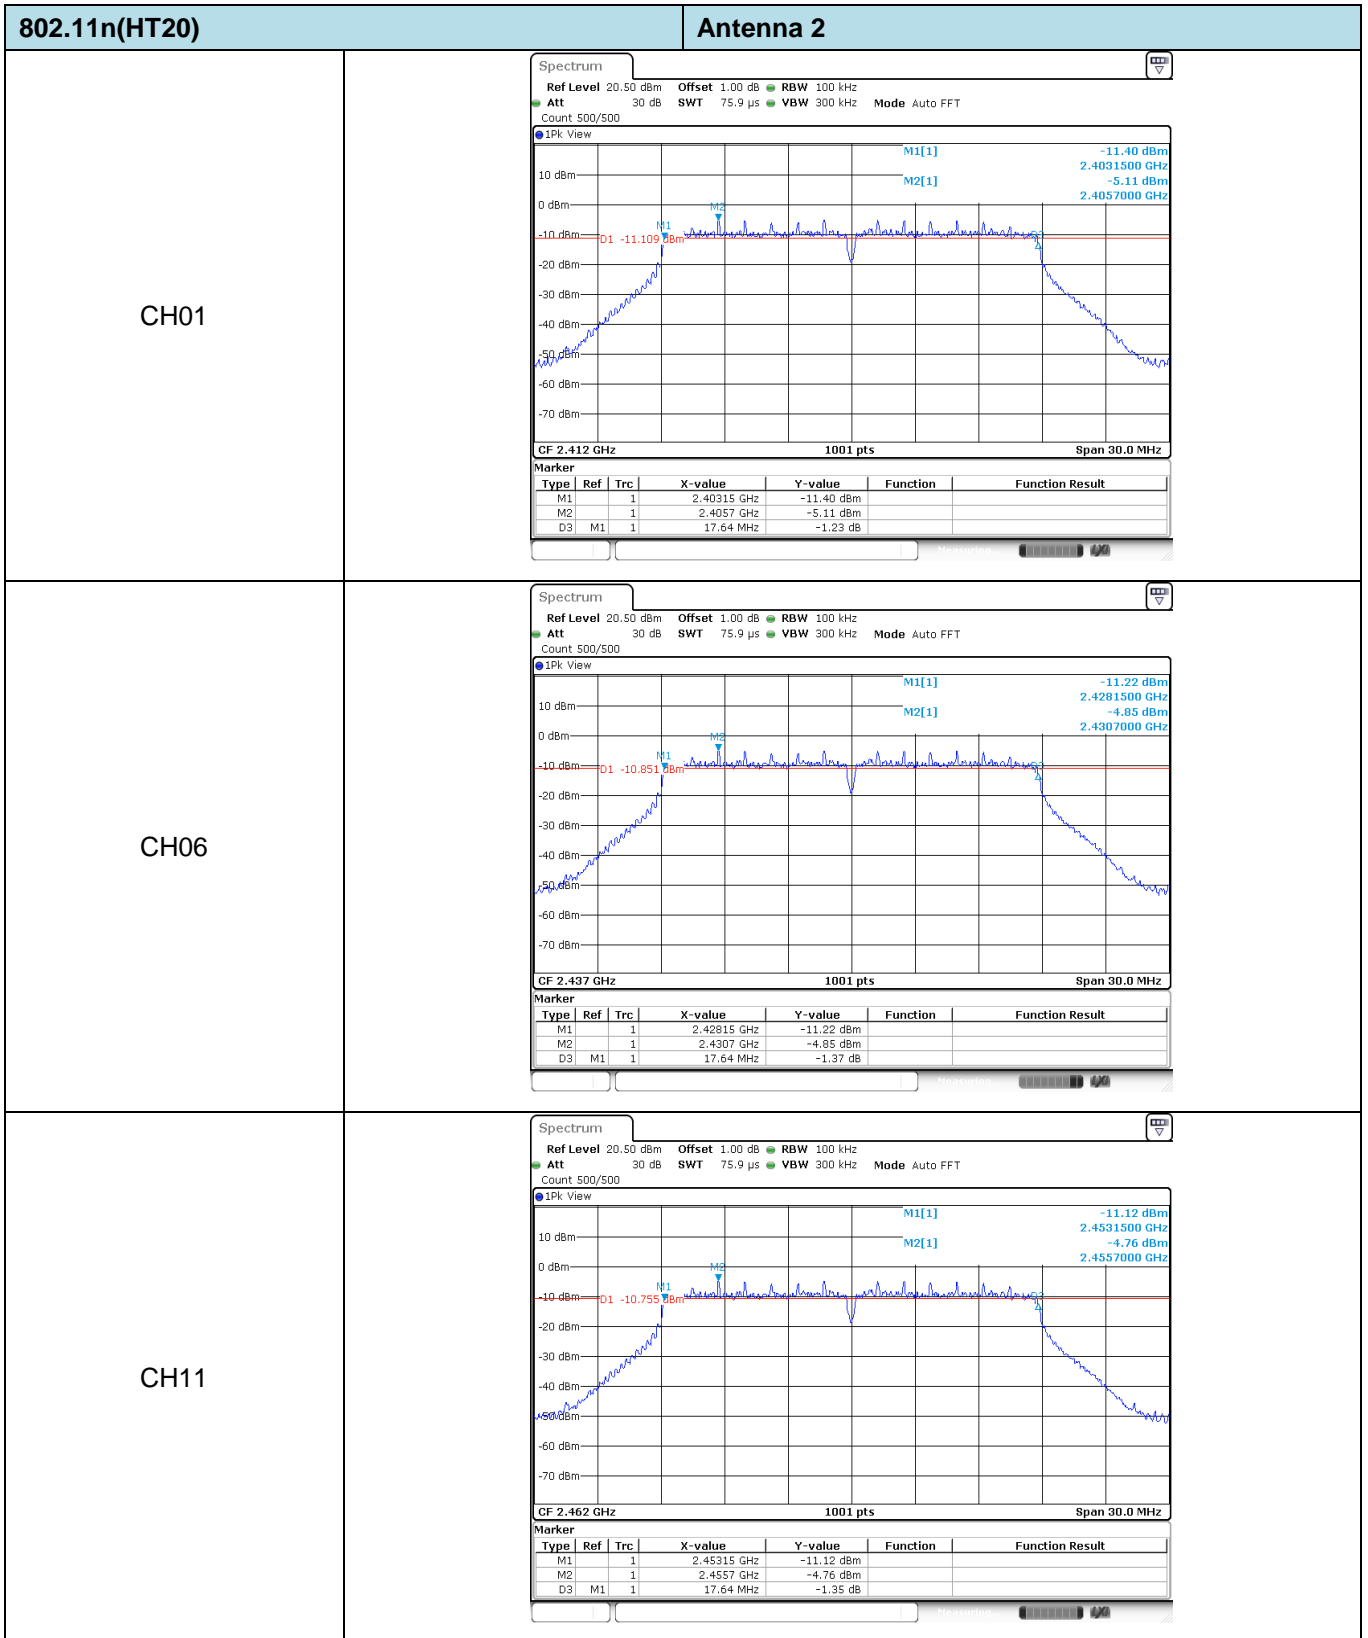 802.11n(HT20) Antenna 2
CH01
Spectrum
Ref Level 20.50 dBm Offset 1.00 dB RBW 100 kHz
Att 30 dB SWT 75.9 µs VBW 300 kHz Mode Auto FFT
Count 500/500
1Pk View
M1[1] -11.40 dBm
2.4031500 GHz
10 dBm
M2[1] -5.11 dBm
2.4057000 GHz
0 dBm
M2
M1
-10 dBm
D1 -11.109 dBm
D3
-20 dBm
-30 dBm
-40 dBm
-50 dBm
-60 dBm
-70 dBm
CF 2.412 GHz 1001 pts Span 30.0 MHz
Marker
Type Ref Trc X-value Y-value Function Function Result
M1 1 2.40315 GHz -11.40 dBm
M2 1 2.4057 GHz -5.11 dBm
D3 M1 1 17.64 MHz -1.23 dB
Measuring LXI
CH06
Spectrum
Ref Level 20.50 dBm Offset 1.00 dB RBW 100 kHz
Att 30 dB SWT 75.9 µs VBW 300 kHz Mode Auto FFT
Count 500/500
1Pk View
M1[1] -11.22 dBm
2.4281500 GHz
10 dBm
M2[1] -4.85 dBm
2.4307000 GHz
0 dBm
M2
M1
-10 dBm
D1 -10.851 dBm
D3
-20 dBm
-30 dBm
-40 dBm
-50 dBm
-60 dBm
-70 dBm
CF 2.437 GHz 1001 pts Span 30.0 MHz
Marker
Type Ref Trc X-value Y-value Function Function Result
M1 1 2.42815 GHz -11.22 dBm
M2 1 2.4307 GHz -4.85 dBm
D3 M1 1 17.64 MHz -1.37 dB
Measuring LXI
CH11
Spectrum
Ref Level 20.50 dBm Offset 1.00 dB RBW 100 kHz
Att 30 dB SWT 75.9 µs VBW 300 kHz Mode Auto FFT
Count 500/500
1Pk View
M1[1] -11.12 dBm
2.4531500 GHz
10 dBm
M2[1] -4.76 dBm
2.4557000 GHz
0 dBm
M2
M1
-10 dBm
D1 -10.755 dBm
D3
-20 dBm
-30 dBm
-40 dBm
-50 dBm
-60 dBm
-70 dBm
CF 2.462 GHz 1001 pts Span 30.0 MHz
Marker
Type Ref Trc X-value Y-value Function Function Result
M1 1 2.45315 GHz -11.12 dBm
M2 1 2.4557 GHz -4.76 dBm
D3 M1 1 17.64 MHz -1.35 dB
Measuring LXI